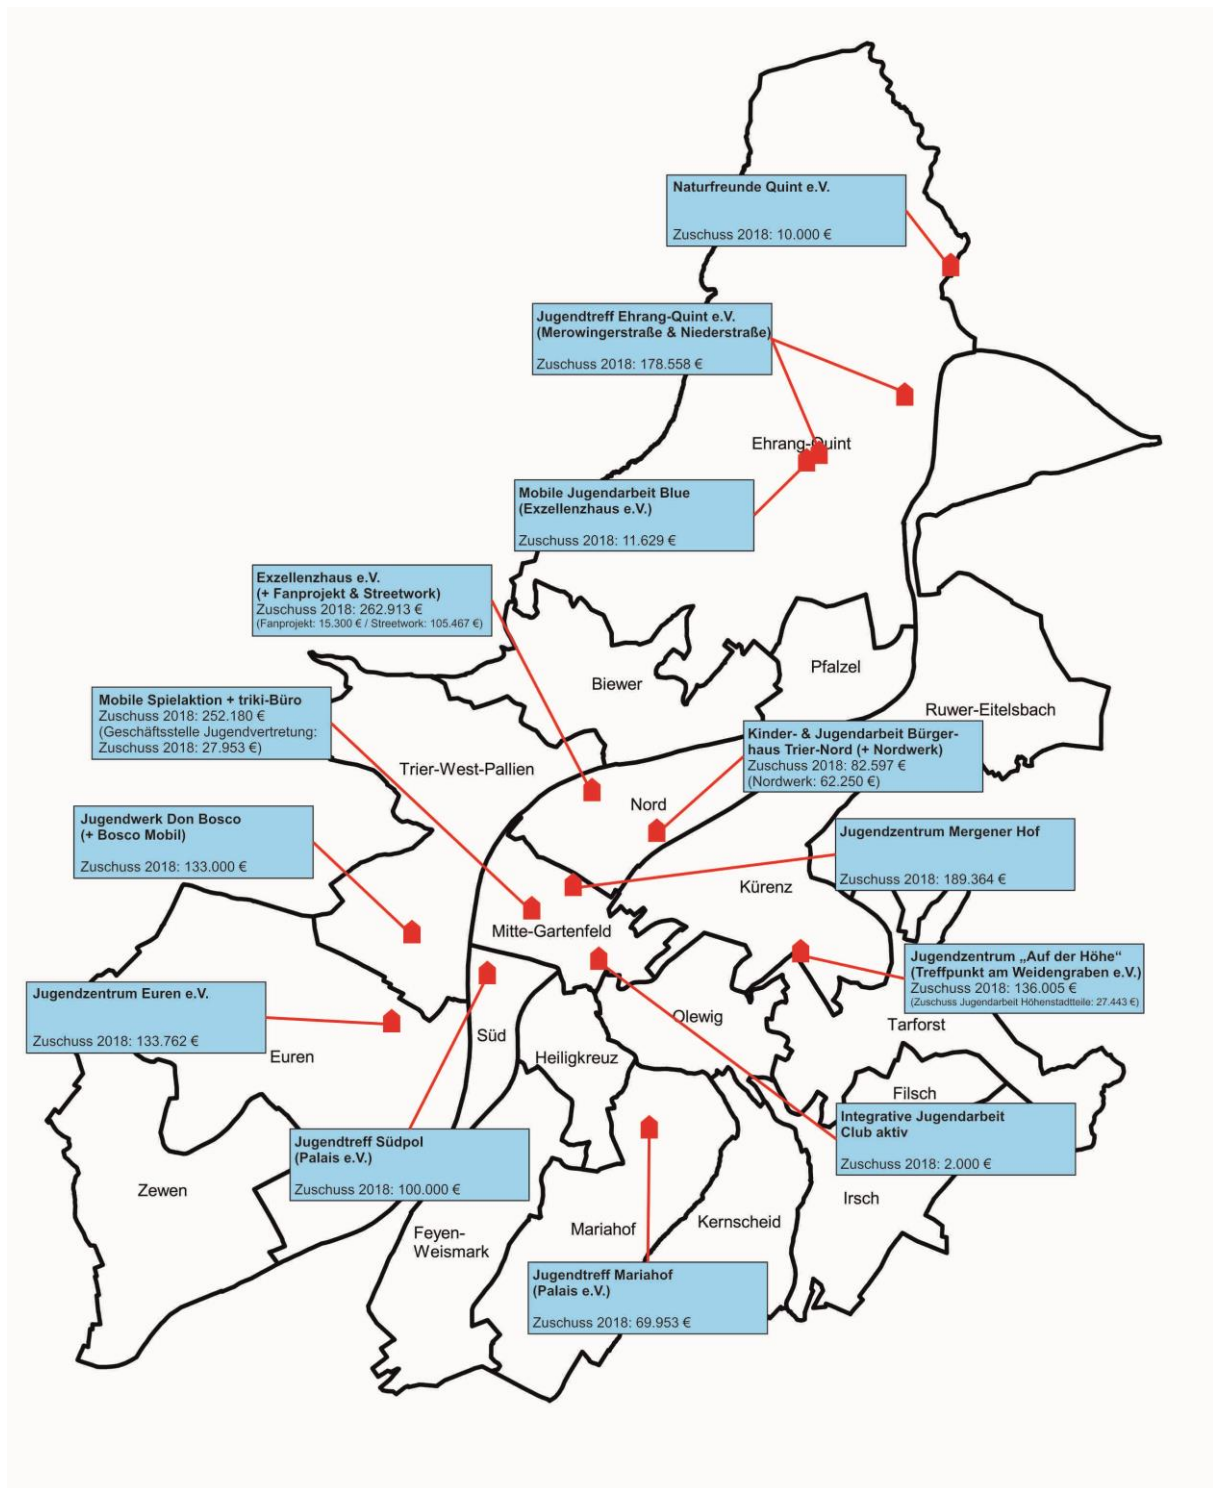 Naturfreunde Quint e.V.
Zuschuss 2018: 10.000 €
Jugendtreff Ehrang-Quint e.V.
(Merowingerstraße & Niederstraße)
Zuschuss 2018: 178.558 €
Ehrang-Quint
Mobile Jugendarbeit Blue
(Exzellenzhaus e.V.)
Zuschuss 2018: 11.629 €
Exzellenzhaus e.V.
(+ Fanprojekt & Streetwork)
Zuschuss 2018: 262.913 €
(Fanprojekt: 15.300 € / Streetwork: 105.467 €)
Pfalzel
Biewer
Ruwer-Eitelsbach
Mobile Spielaktion + triki-Büro
Zuschuss 2018: 252.180 €
(Geschäftsstelle Jugendvertretung:
Zuschuss 2018: 27.953 €)
Kinder- & Jugendarbeit Bürger-
haus Trier-Nord (+ Nordwerk)
Zuschuss 2018: 82.597 €
(Nordwerk: 62.250 €)
Trier-West-Pallien
Nord
Jugendwerk Don Bosco
(+ Bosco Mobil)
Zuschuss 2018: 133.000 €
Jugendzentrum Mergener Hof
Zuschuss 2018: 189.364 €
Kürenz
Mitte-Gartenfeld
Jugendzentrum „Auf der Höhe“
(Treffpunkt am Weidengraben e.V.)
Zuschuss 2018: 136.005 €
(Zuschuss Jugendarbeit Höhenstadtteile: 27.443 €)
Jugendzentrum Euren e.V.
Zuschuss 2018: 133.762 €
Olewig
Tarforst
Süd
Euren
Heiligkreuz
Filsch
Integrative Jugendarbeit
Club aktiv
Zuschuss 2018: 2.000 €
Jugendtreff Südpol
(Palais e.V.)
Zuschuss 2018: 100.000 €
Zewen
Irsch
Kernscheid
Mariahof
Feyen-
Weismark
Jugendtreff Mariahof
(Palais e.V.)
Zuschuss 2018: 69.953 €